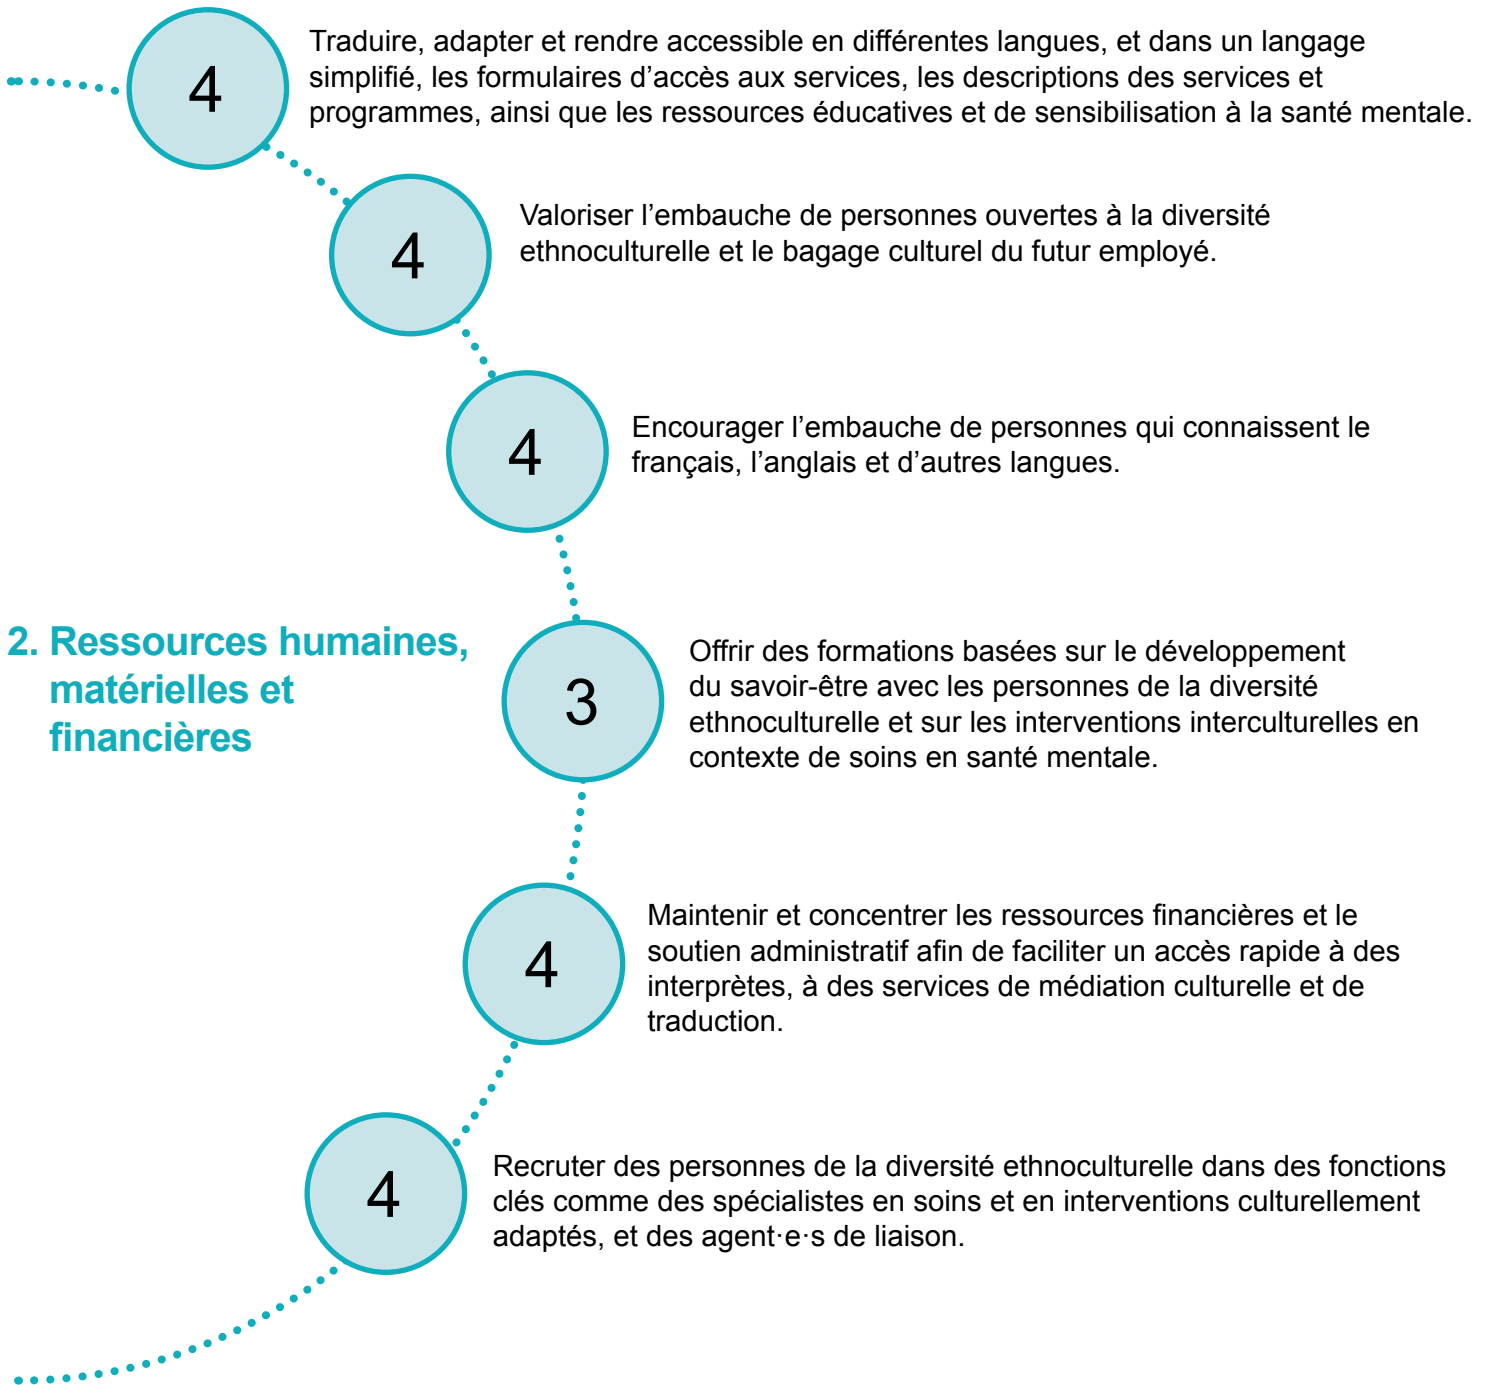 4
Traduire, adapter et rendre accessible en différentes langues, et dans un langage
simplifié, les formulaires d’accès aux services, les descriptions des services et
programmes, ainsi que les ressources éducatives et de sensibilisation à la santé mentale.
4
Valoriser l’embauche de personnes ouvertes à la diversité
ethnoculturelle et le bagage culturel du futur employé.
4
Encourager l’embauche de personnes qui connaissent le
français, l’anglais et d’autres langues.
2. Ressources humaines,
matérielles et
financières
3
Offrir des formations basées sur le développement
du savoir-être avec les personnes de la diversité
ethnoculturelle et sur les interventions interculturelles en
contexte de soins en santé mentale.
4
Maintenir et concentrer les ressources financières et le
soutien administratif afin de faciliter un accès rapide à des
interprètes, à des services de médiation culturelle et de
traduction.
4
Recruter des personnes de la diversité ethnoculturelle dans des fonctions
clés comme des spécialistes en soins et en interventions culturellement
adaptés, et des agent·e·s de liaison.